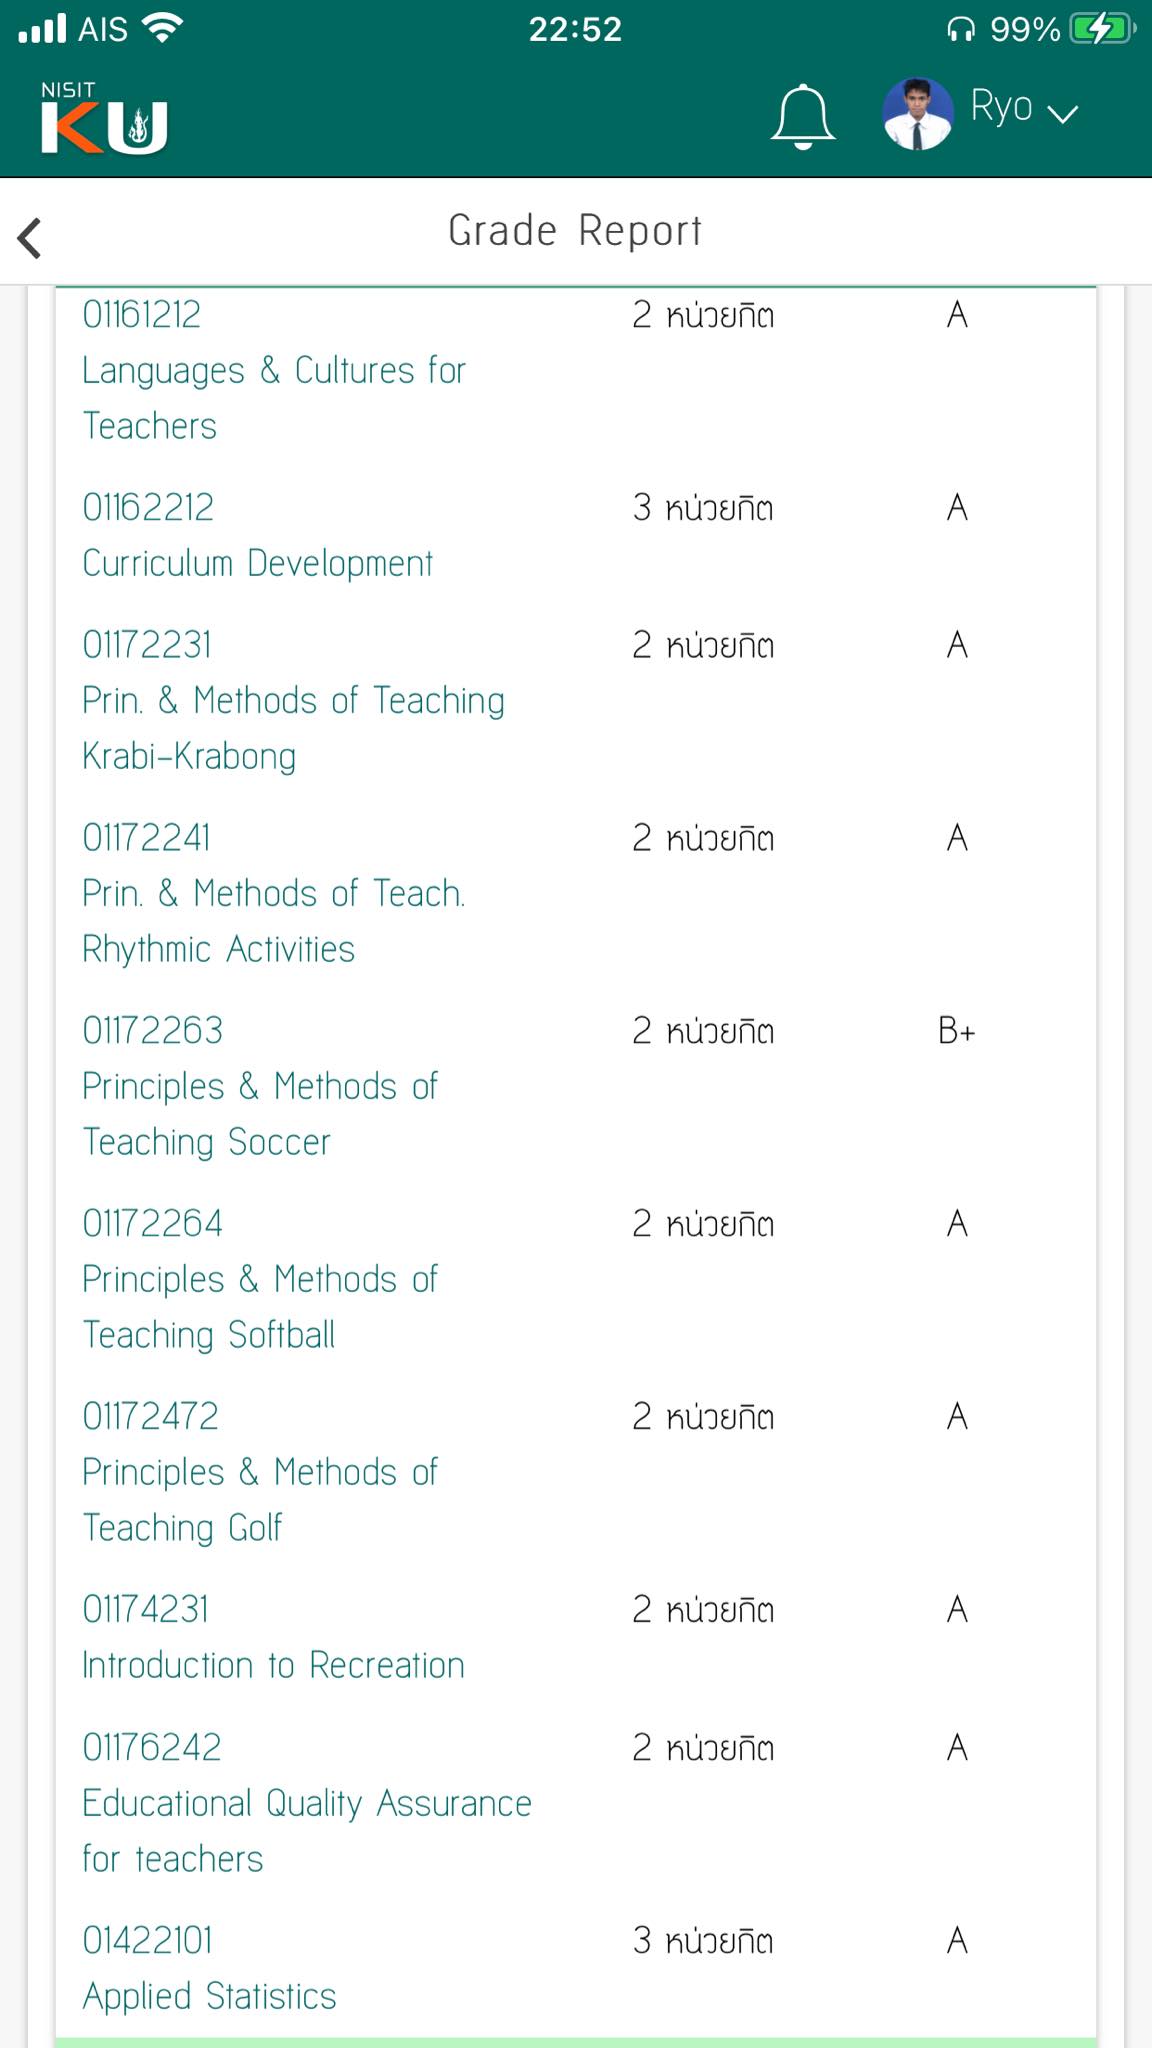 AIS 22:52 99%
NISIT
KU
Ryo
Grade Report
01161212 2 หน่วยกิต A
Languages & Cultures for
Teachers
01162212 3 หน่วยกิต A
Curriculum Development
01172231 2 หน่วยกิต A
Prin. & Methods of Teaching
Krabi-Krabong
01172241 2 หน่วยกิต A
Prin. & Methods of Teach.
Rhythmic Activities
01172263 2 หน่วยกิต B+
Principles & Methods of
Teaching Soccer
01172264 2 หน่วยกิต A
Principles & Methods of
Teaching Softball
01172472 2 หน่วยกิต A
Principles & Methods of
Teaching Golf
01174231 2 หน่วยกิต A
Introduction to Recreation
01176242 2 หน่วยกิต A
Educational Quality Assurance
for teachers
01422101 3 หน่วยกิต A
Applied Statistics